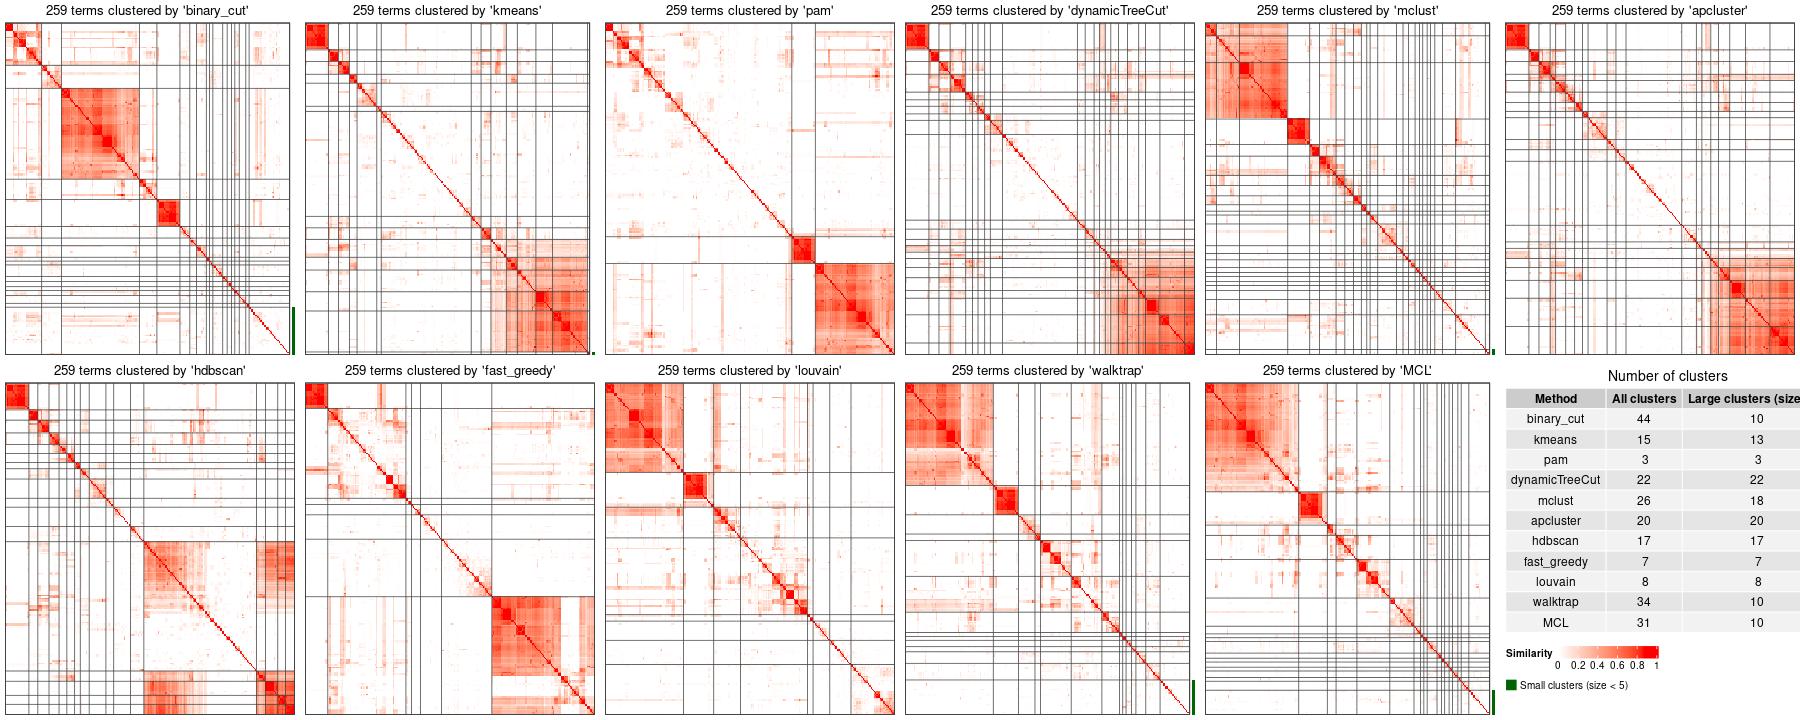 259 terms clustered by 'binary_cut'
259 terms clustered by 'kmeans'
259 terms clustered by 'pam'
259 terms clustered by 'dynamicTreeCut'
259 terms clustered by 'mclust'
259 terms clustered by 'apcluster'
259 terms clustered by 'hdbscan'
259 terms clustered by 'fast_greedy'
259 terms clustered by 'louvain'
259 terms clustered by 'walktrap'
259 terms clustered by 'MCL'
Number of clusters
Method All clusters Large clusters (size
binary_cut 44 10
kmeans 15 13
pam 3 3
dynamicTreeCut 22 22
mclust 26 18
apcluster 20 20
hdbscan 17 17
fast_greedy 7 7
louvain 8 8
walktrap 34 10
MCL 31 10
Similarity
0 0.2 0.4 0.6 0.8 1
Small clusters (size < 5)